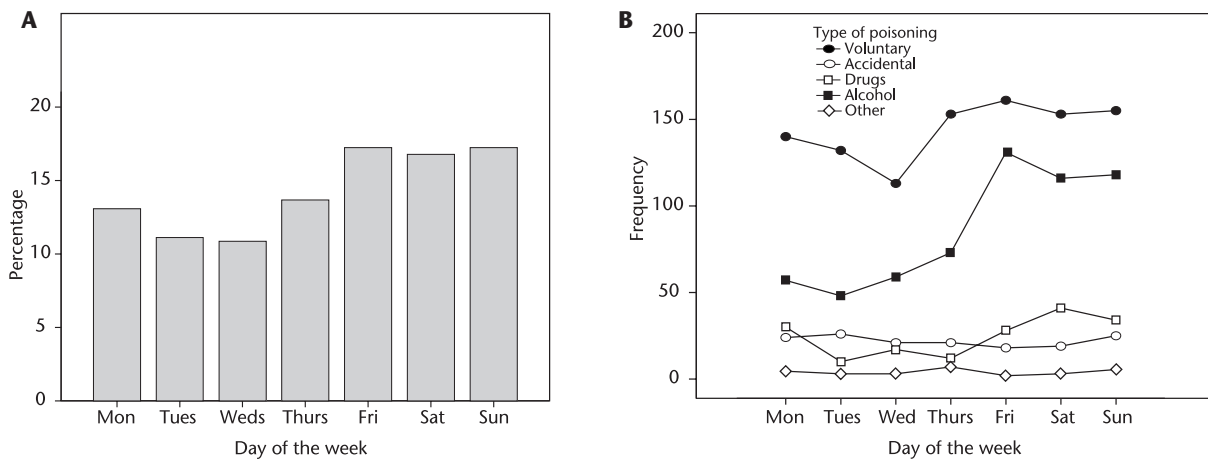 A
Percentage
20
15
10
5
0
Mon Tues Weds Thurs Fri Sat Sun
Day of the week
B
Frequency
200
150
100
50
0
Type of poisoning
Voluntary
Accidental
Drugs
Alcohol
Other
Mon Tues Wed Thurs Fri Sat Sun
Day of the week